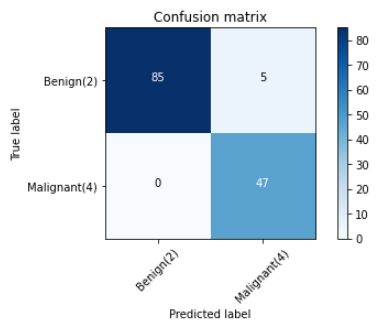 Confusion matrix
True label
Benign(2)
Malignant(4)
85
5
0
47
Benign(2)
Malignant(4)
Predicted label
80
70
60
50
40
30
20
10
0